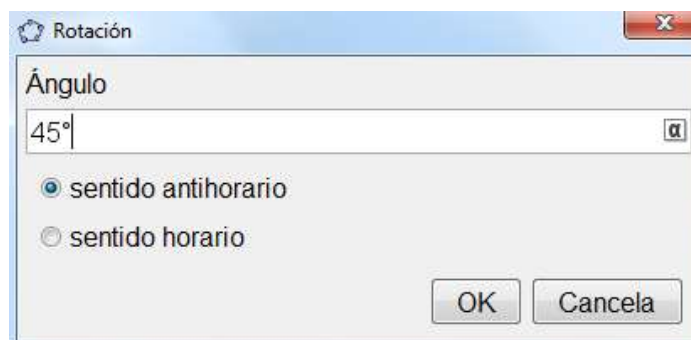 Rotación
Ángulo
45°
α
sentido antihorario
sentido horario
OK Cancela